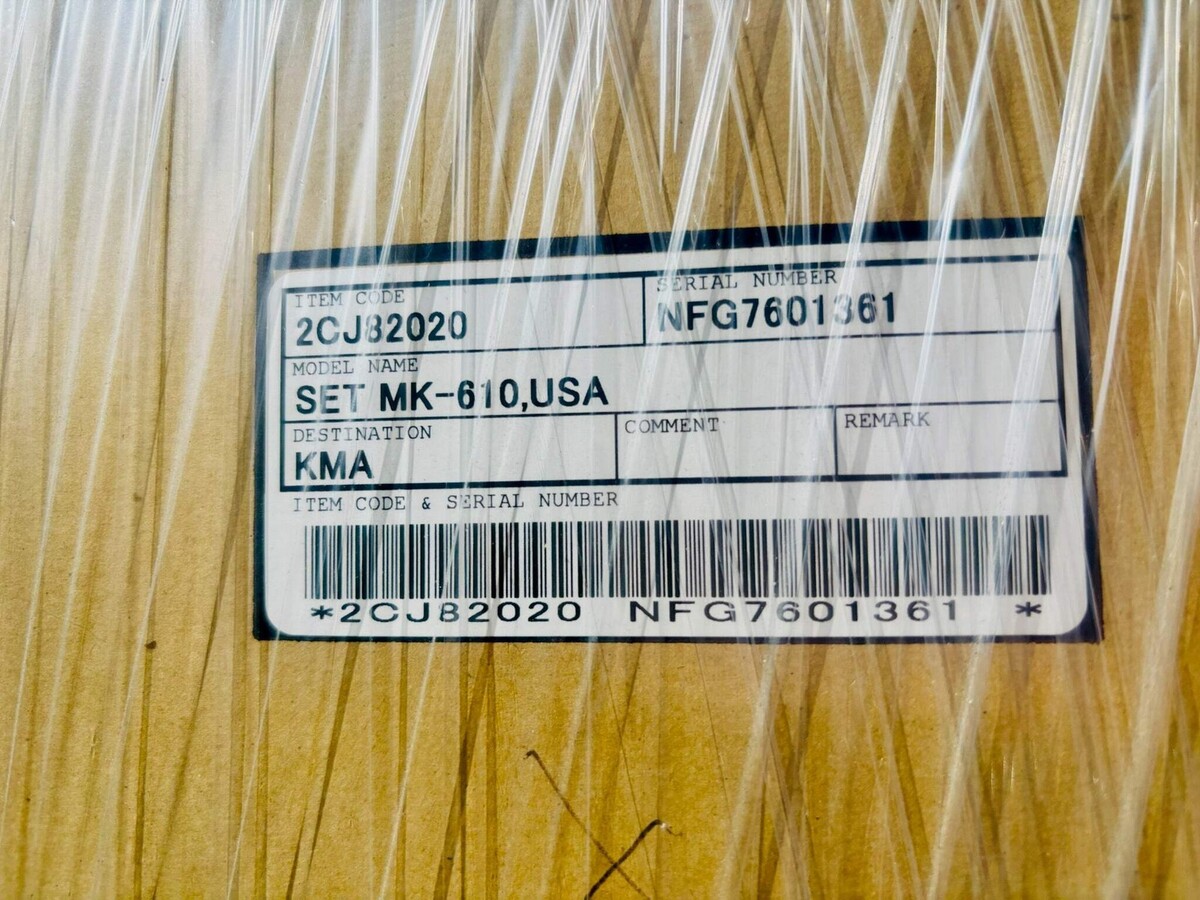 ITEM CODE
2CJ82020
SERIAL NUMBER
NFG7601361
MODEL NAME
SET MK-610,USA
DESTINATION
KMA
COMMENT
REMARK
ITEM CODE & SERIAL NUMBER
*2CJ82020 NFG7601361 *